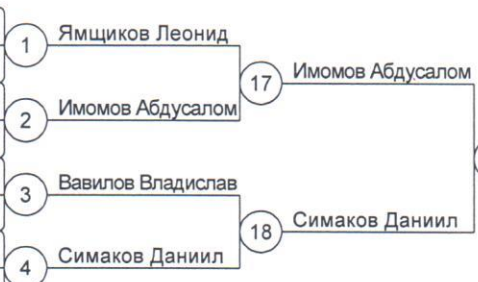 1 Ямщиков Леонид
17 Имомов Абдусалом
2 Имомов Абдусалом
3 Вавилов Владислав
18 Симаков Даниил
4 Симаков Даниил